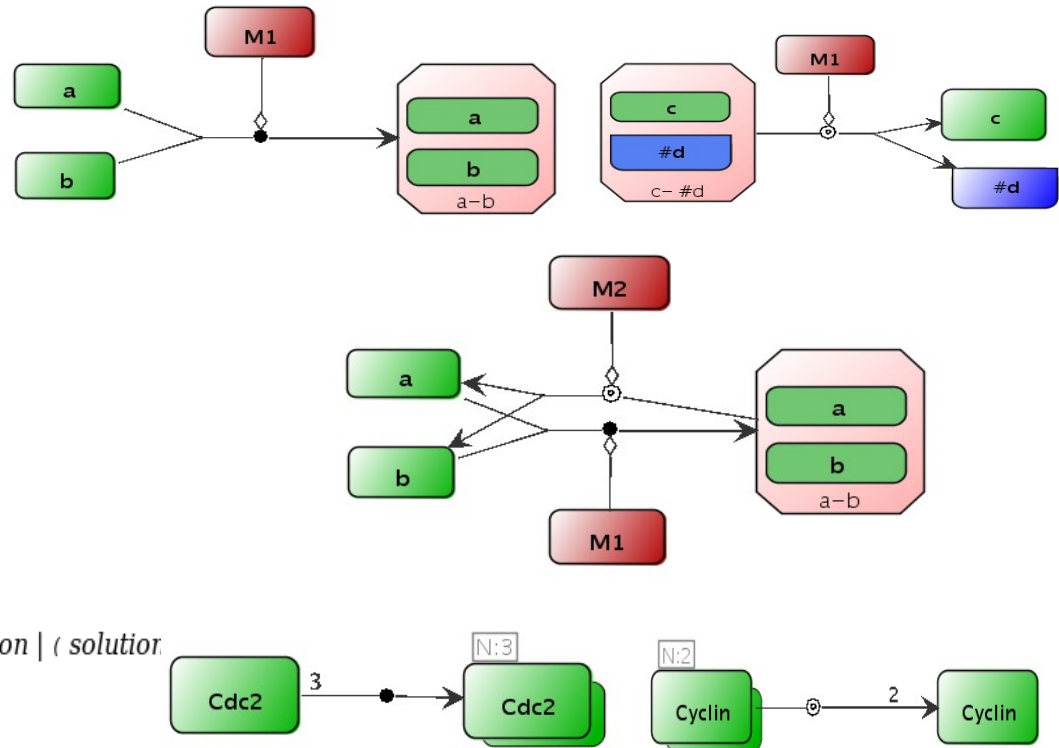 M1
a
b
a
b
a-b
c
#d
c- #d
M1
c
#d
M2
a
b
a
b
a-b
M1
on | ( solution
Cdc2
3
N:3
Cdc2
N:2
Cyclin
2
Cyclin